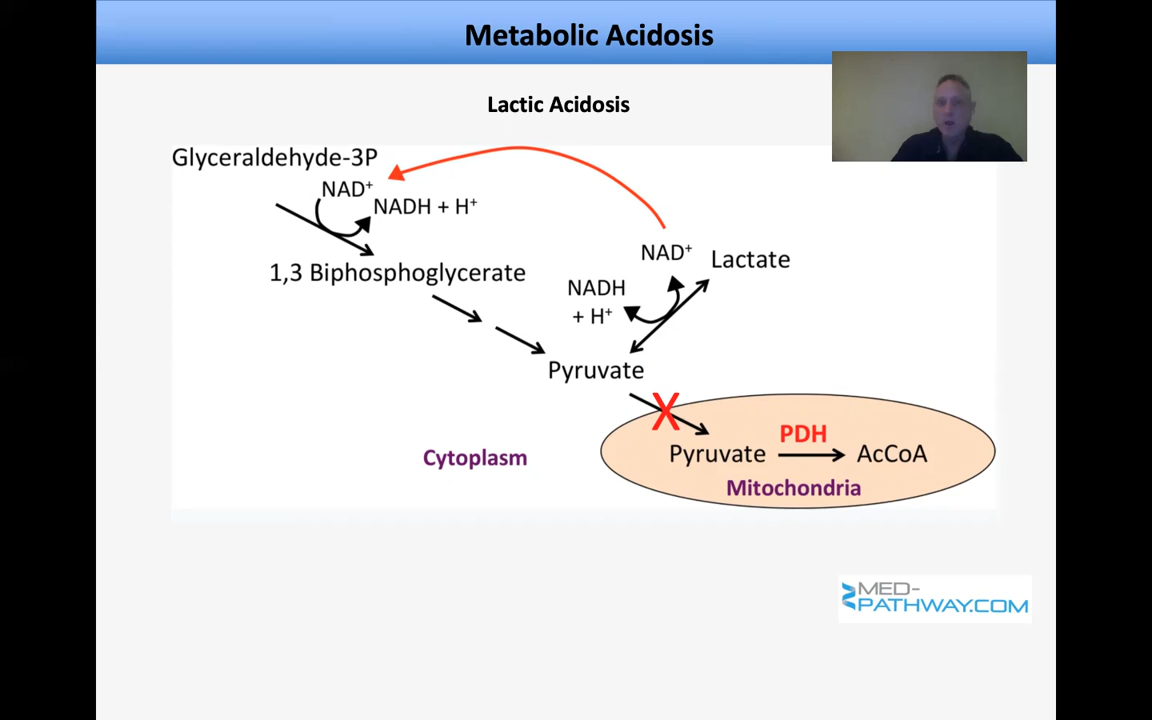 Metabolic Acidosis
Lactic Acidosis
Glyceraldehyde-3P
NAD⁺
NADH + H⁺
1,3 Biphosphoglycerate
NAD⁺
Lactate
NADH
+ H⁺
Pyruvate
X
PDH
Pyruvate
AcCoA
Cytoplasm
Mitochondria
MED-
PATHWAY.COM